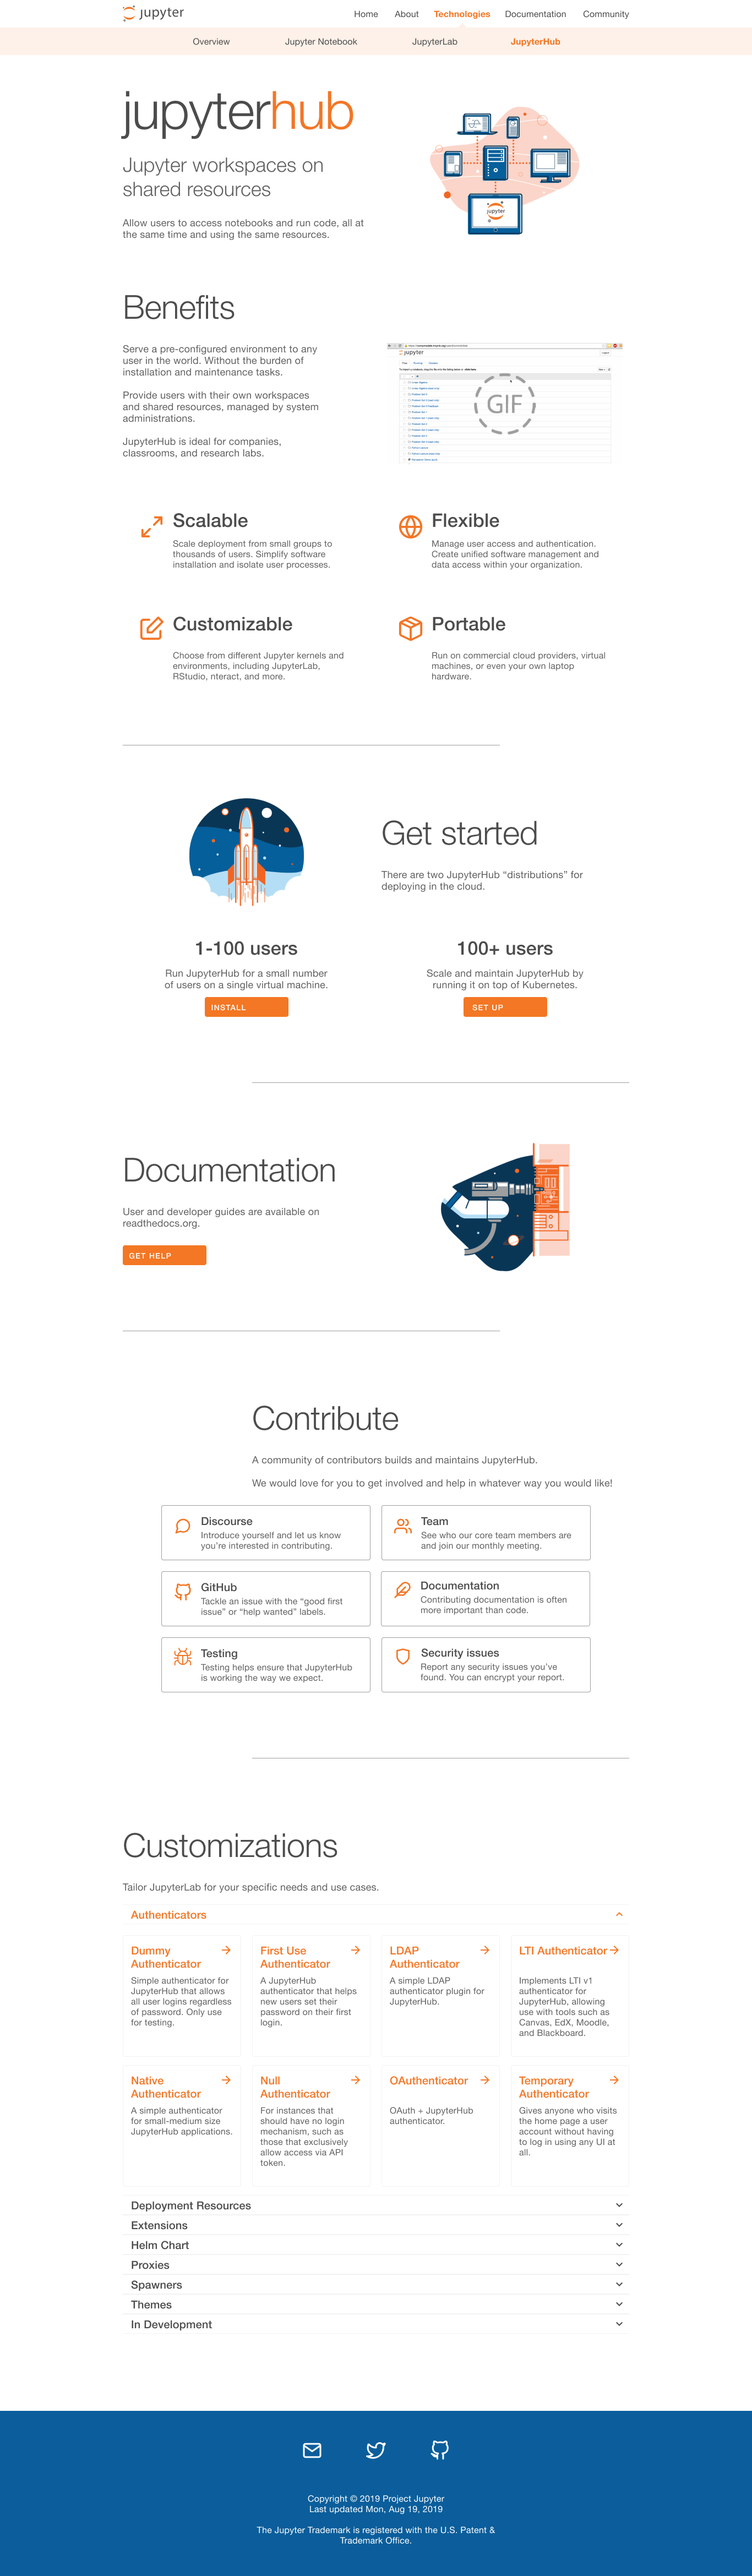 jupyter
Home About Technologies Documentation Community
Overview Jupyter Notebook JupyterLab JupyterHub
jupyterhub
Jupyter workspaces on
shared resources
Allow users to access notebooks and run code, all at
the same time and using the same resources.
jupyter
Benefits
Serve a pre-configured environment to any
user in the world. Without the burden of
installation and maintenance tasks.
Provide users with their own workspaces
and shared resources, managed by system
administrations.
JupyterHub is ideal for companies,
classrooms, and research labs.
jupyter
GIF
Scalable
Scale deployment from small groups to
thousands of users. Simplify software
installation and isolate user processes.
Flexible
Manage user access and authentication.
Create unified software management and
data access within your organization.
Customizable
Choose from different Jupyter kernels and
environments, including JupyterLab,
RStudio, nteract, and more.
Portable
Run on commercial cloud providers, virtual
machines, or even your own laptop
hardware.
Get started
There are two JupyterHub “distributions” for
deploying in the cloud.
1-100 users
Run JupyterHub for a small number
of users on a single virtual machine.
INSTALL
100+ users
Scale and maintain JupyterHub by
running it on top of Kubernetes.
SET UP
Documentation
User and developer guides are available on
readthedocs.org.
GET HELP
Contribute
A community of contributors builds and maintains JupyterHub.
We would love for you to get involved and help in whatever way you would like!
Discourse
Introduce yourself and let us know
you’re interested in contributing.
Team
See who our core team members are
and join our monthly meeting.
GitHub
Tackle an issue with the “good first
issue” or “help wanted” labels.
Documentation
Contributing documentation is often
more important than code.
Testing
Testing helps ensure that JupyterHub
is working the way we expect.
Security issues
Report any security issues you’ve
found. You can encrypt your report.
Customizations
Tailor JupyterLab for your specific needs and use cases.
Authenticators
Dummy
Authenticator
Simple authenticator for
JupyterHub that allows
all user logins regardless
of password. Only use
for testing.
First Use
Authenticator
A JupyterHub
authenticator that helps
new users set their
password on their first
login.
LDAP
Authenticator
A simple LDAP
authenticator plugin for
JupyterHub.
LTI Authenticator
Implements LTI v1
authenticator for
JupyterHub, allowing
use with tools such as
Canvas, EdX, Moodle,
and Blackboard.
Native
Authenticator
A simple authenticator
for small-medium size
JupyterHub applications.
Null
Authenticator
For instances that
should have no login
mechanism, such as
those that exclusively
allow access via API
token.
OAuthenticator
OAuth + JupyterHub
authenticator.
Temporary
Authenticator
Gives anyone who visits
the home page a user
account without having
to log in using any UI at
all.
Deployment Resources
Extensions
Helm Chart
Proxies
Spawners
Themes
In Development
Copyright © 2019 Project Jupyter
Last updated Mon, Aug 19, 2019
The Jupyter Trademark is registered with the U.S. Patent &
Trademark Office.